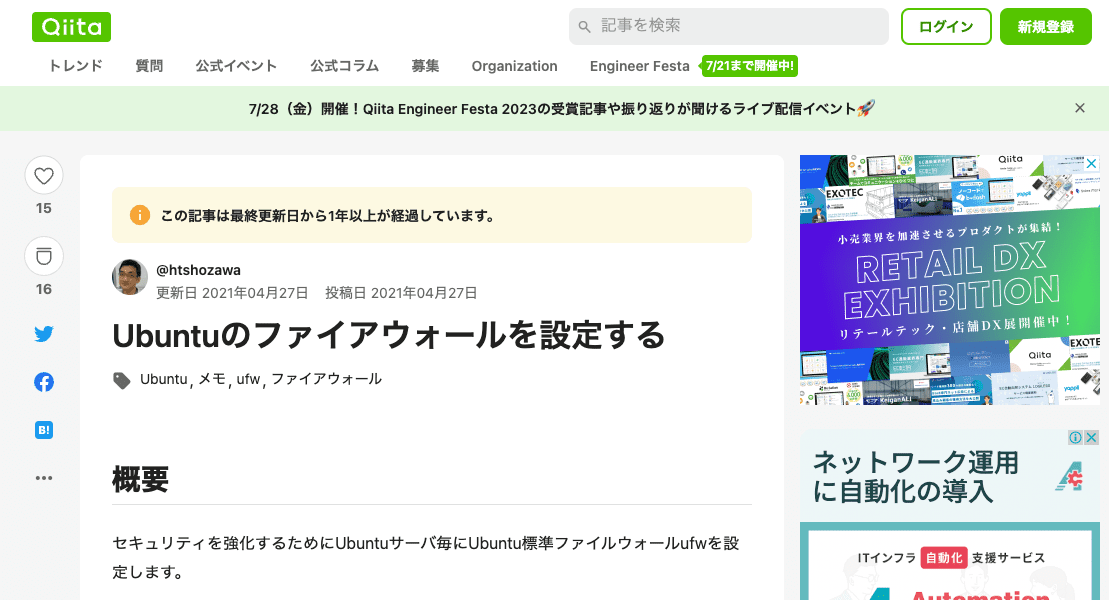 Qiita
記事を検索
ログイン
新規登録
トレンド
質問
公式イベント
公式コラム
募集
Organization
Engineer Festa
7/21まで開催中!
7/28（金）開催！Qiita Engineer Festa 2023の受賞記事や振り返りが聞けるライブ配信イベント🚀
15
この記事は最終更新日から1年以上が経過しています。
16
@htshozawa
更新日 2021年04月27日 投稿日 2021年04月27日
Ubuntuのファイアウォールを設定する
Ubuntu, メモ, ufw, ファイアウォール
B!
概要
セキュリティを強化するためにUbuntuサーバ毎にUbuntu標準ファイルウォールufwを設
定します。
Qiita
EXOTEC
KeiganALI
yappli
小売業界を加速させるプロダクトが集結！
RETAIL DX
EXHIBITION
リテールテック・店舗DX展開催中！
Qiita
EXOTEC
KeiganALI
yappli
ネットワーク運用
に自動化の導入
ITインフラ 自動化 支援サービス
Automation